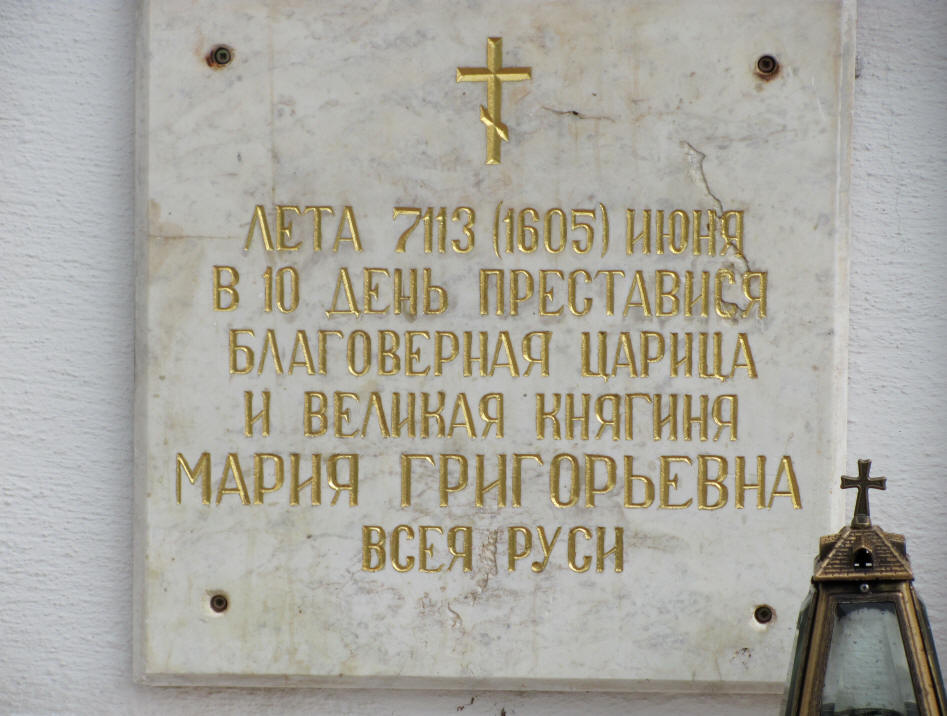 ЛЕТА 7113 (1605) ИЮНЯ
В 10 ДЕНЬ ПРЕСТАВИСЯ
БЛАГОВЕРНАЯ ЦАРИЦА
И ВЕЛИКАЯ КНЯГИНЯ
МАРИЯ ГРИГОРЬЕВНА
ВСЕЯ РУСИ